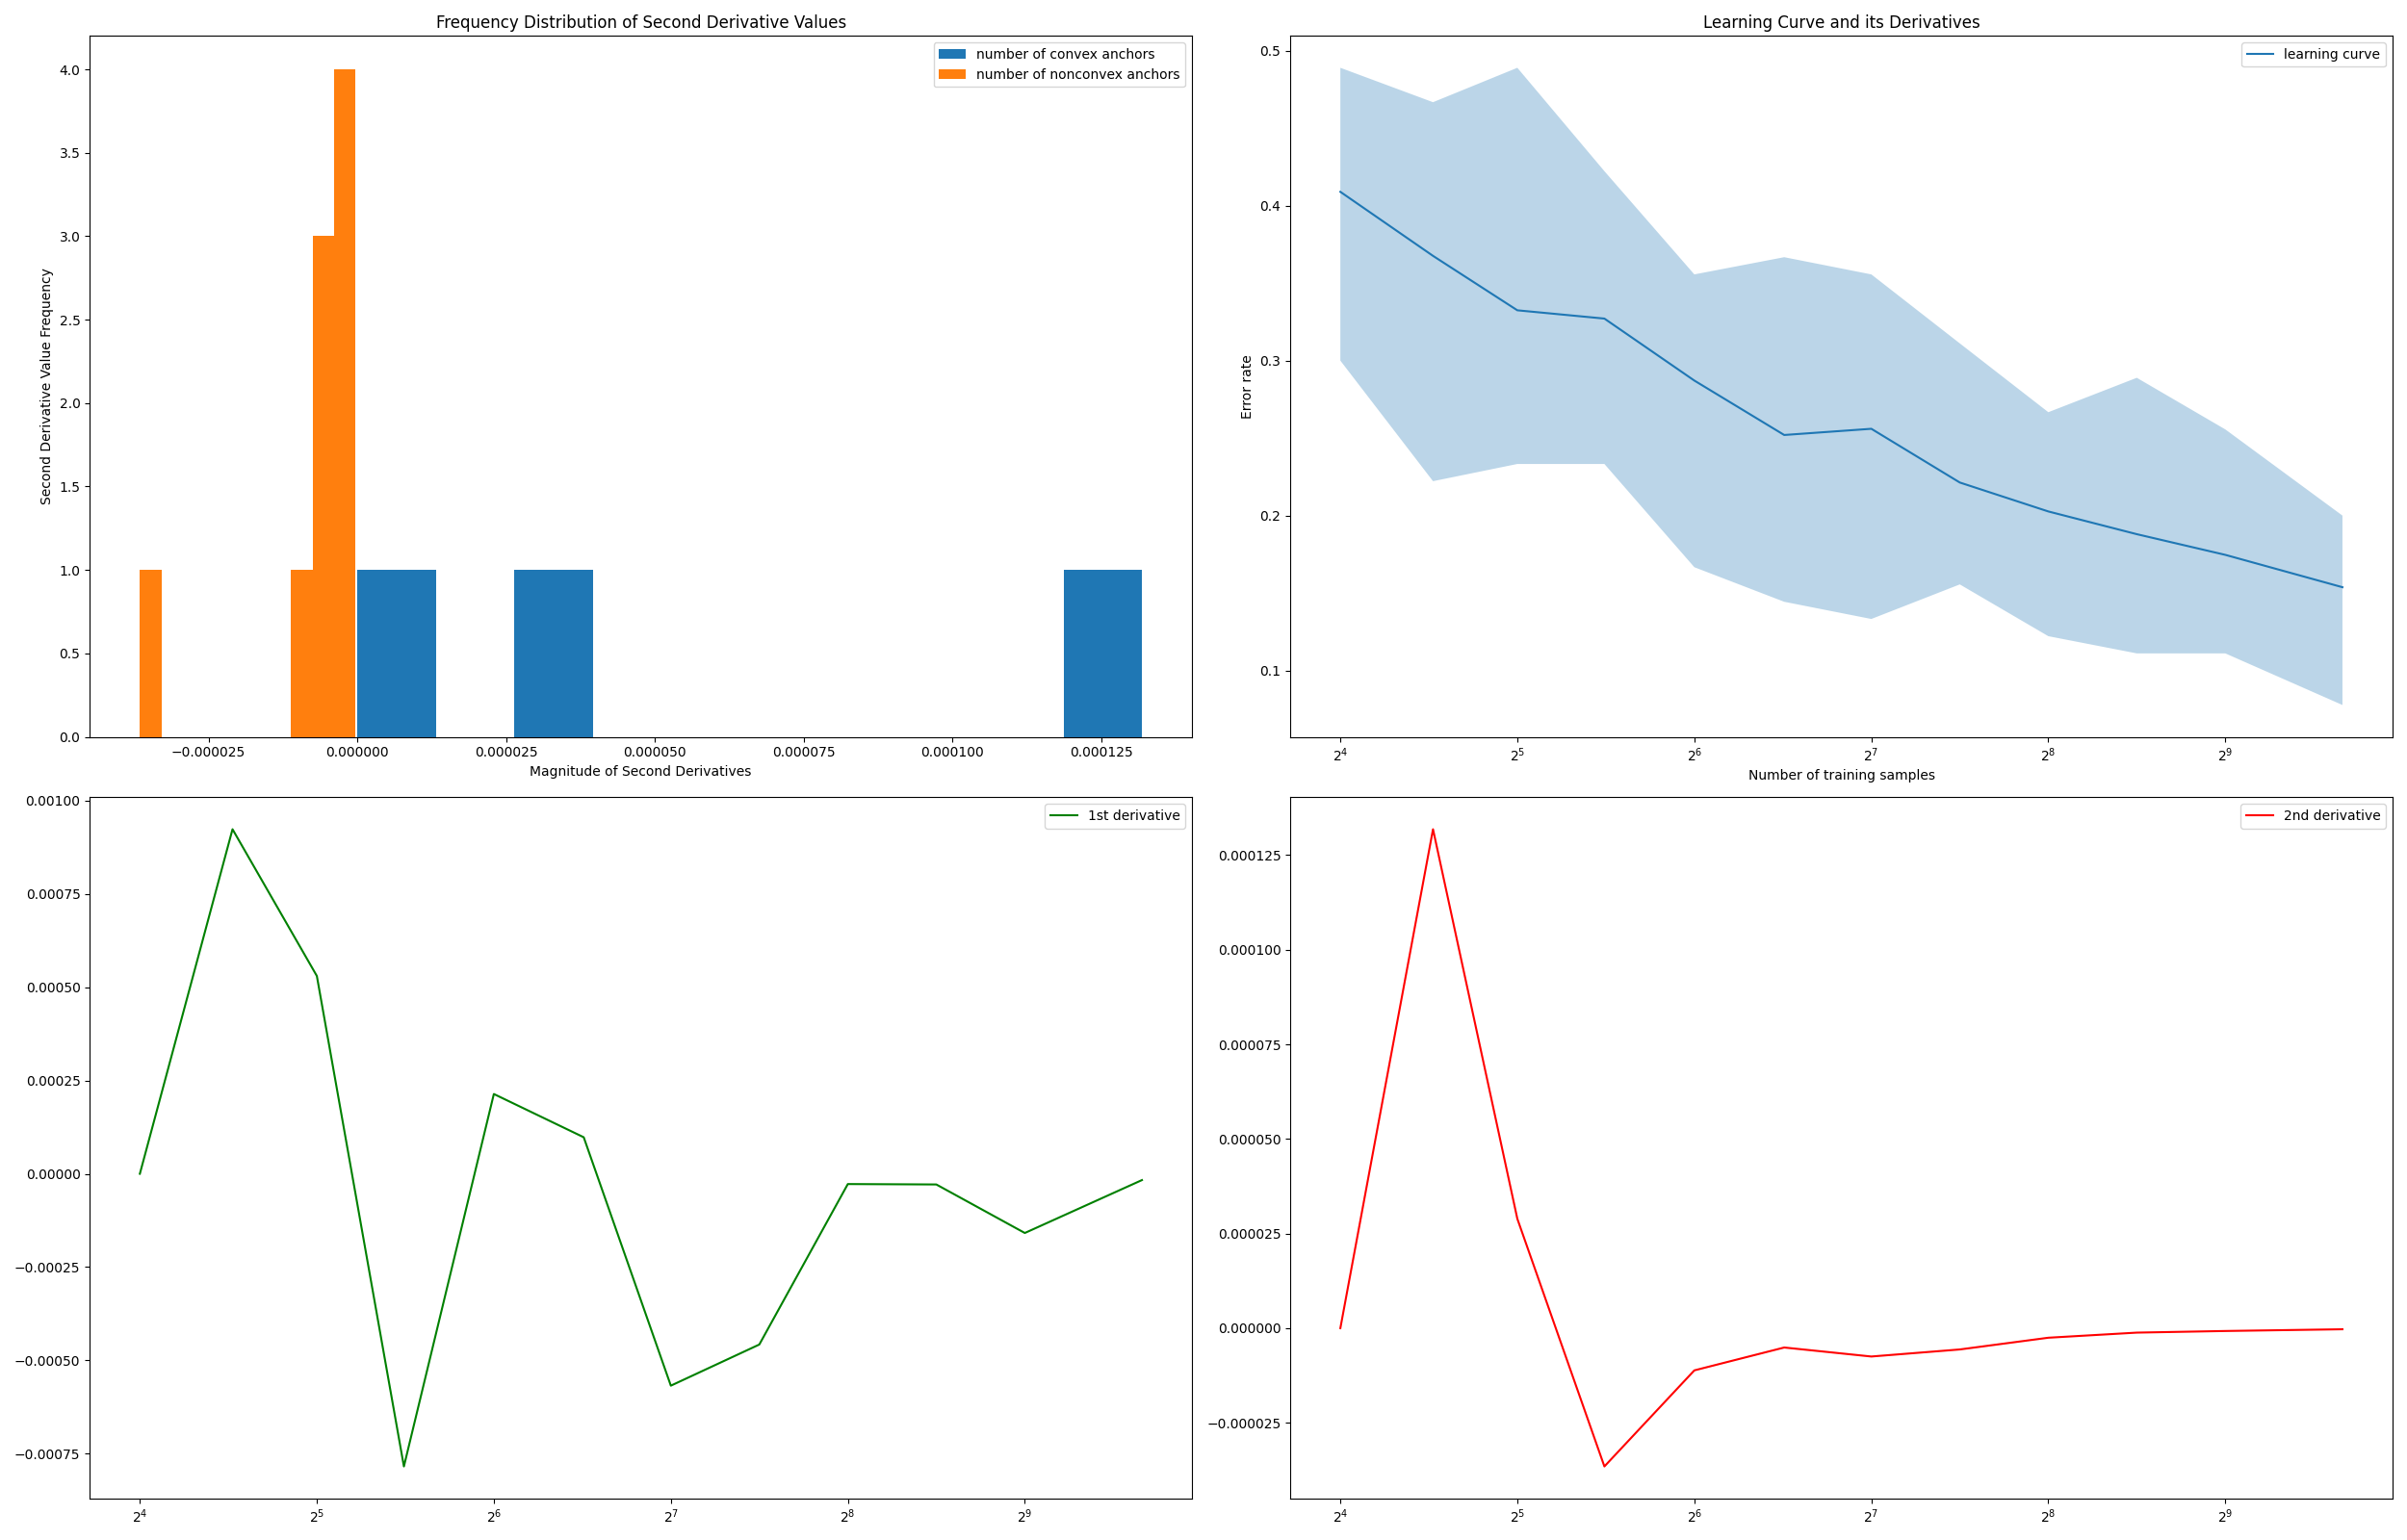 Frequency Distribution of Second Derivative Values
number of convex anchors
number of nonconvex anchors
4.0
3.5
3.0
2.5
2.0
1.5
1.0
0.5
0.0
Second Derivative Value Frequency
−0.000025 0.000000 0.000025 0.000050 0.000075 0.000100 0.000125
Magnitude of Second Derivatives
Learning Curve and its Derivatives
learning curve
0.5
0.4
0.3
0.2
0.1
Error rate
2⁴ 2⁵ 2⁶ 2⁷ 2⁸ 2⁹
Number of training samples
1st derivative
0.00100
0.00075
0.00050
0.00025
0.00000
−0.00025
−0.00050
−0.00075
2⁴ 2⁵ 2⁶ 2⁷ 2⁸ 2⁹
2nd derivative
0.000125
0.000100
0.000075
0.000050
0.000025
0.000000
−0.000025
2⁴ 2⁵ 2⁶ 2⁷ 2⁸ 2⁹